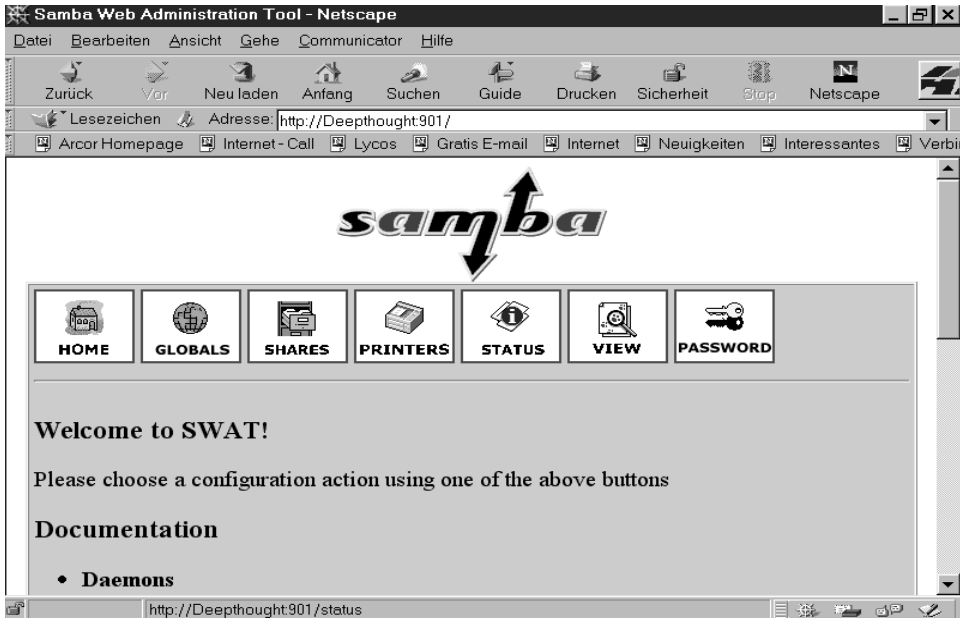 Samba Web Administration Tool - Netscape
Datei Bearbeiten Ansicht Gehe Communicator Hilfe
Zurück Vor Neu laden Anfang Suchen Guide Drucken Sicherheit Stop Netscape
Lesezeichen Adresse: http://Deepthought:901/
Arcor Homepage Internet - Call Lycos Gratis E-mail Internet Neuigkeiten Interessantes Verbi
samba
HOME GLOBALS SHARES PRINTERS STATUS VIEW PASSWORD
Welcome to SWAT!
Please choose a configuration action using one of the above buttons
Documentation
• Daemons
http://Deepthought:901/status